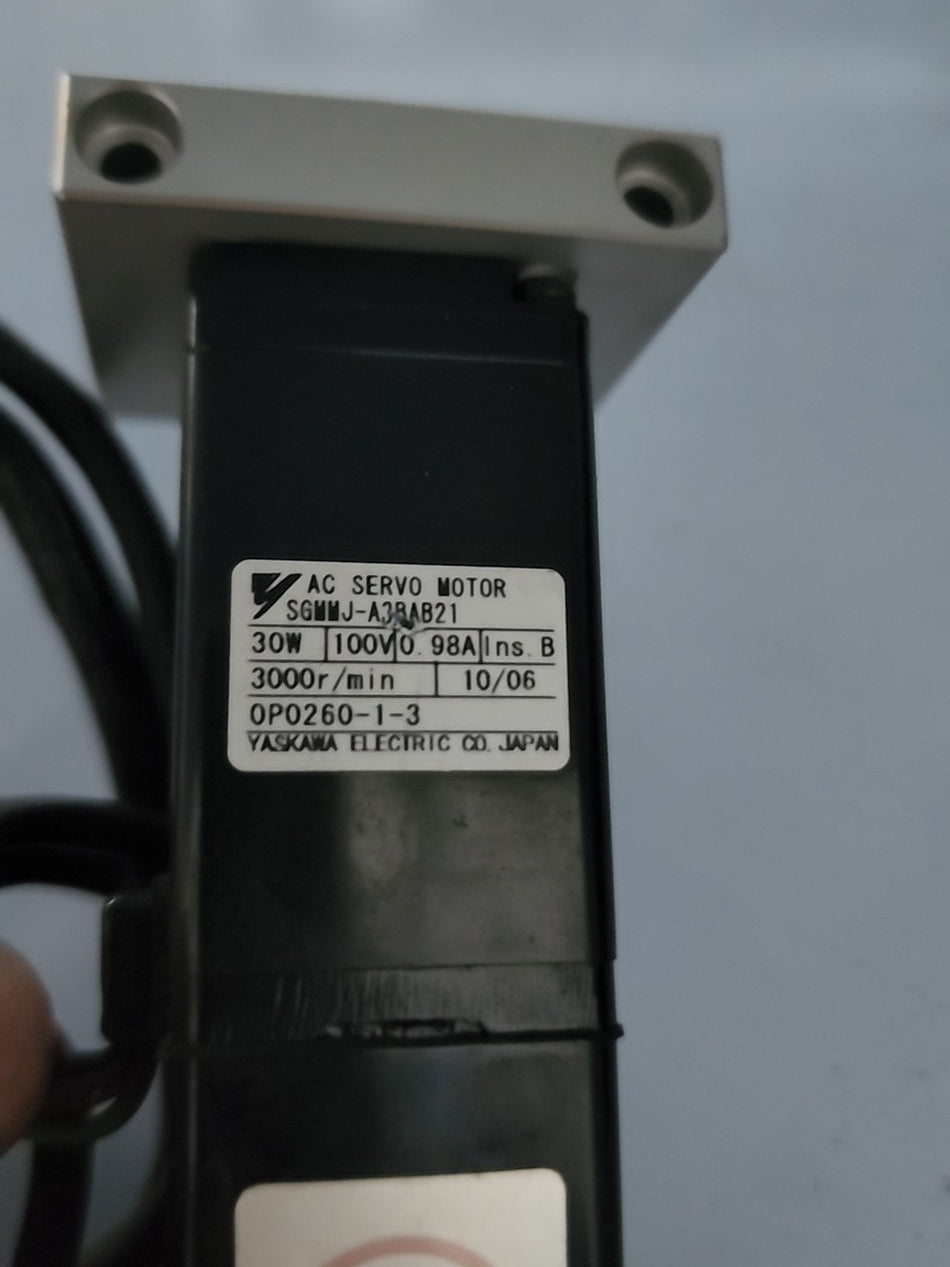 AC SERVO MOTOR
SGMMJ-A3BAB21
30W 100V 0.98A Ins. B
3000r/min 10/06
0P0260-1-3
YASKAWA ELECTRIC CO. JAPAN